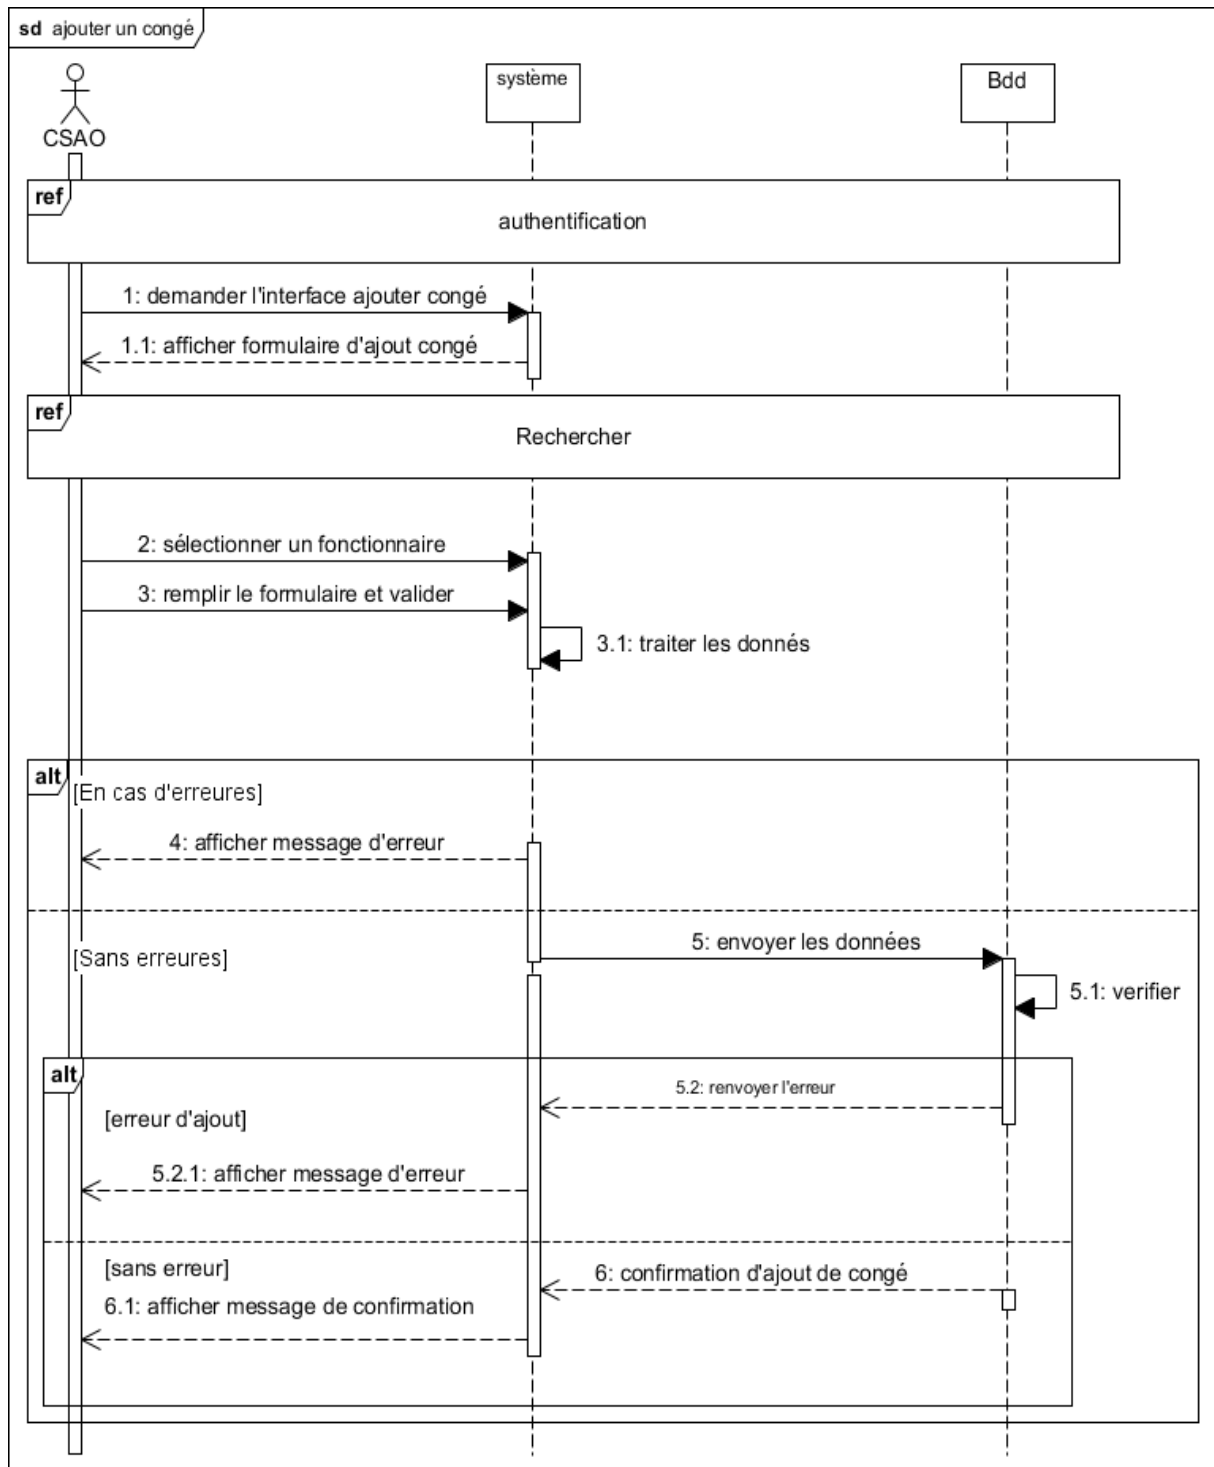 sd ajouter un congé
système
Bdd
CSAO
ref
authentification
1: demander l'interface ajouter congé
1.1: afficher formulaire d'ajout congé
ref
Rechercher
2: sélectionner un fonctionnaire
3: remplir le formulaire et valider
3.1: traiter les donnés
alt
[En cas d'erreures]
4: afficher message d'erreur
5: envoyer les données
[Sans erreures]
5.1: verifier
alt
5.2: renvoyer l'erreur
[erreur d'ajout]
5.2.1: afficher message d'erreur
[sans erreur]
6: confirmation d'ajout de congé
6.1: afficher message de confirmation